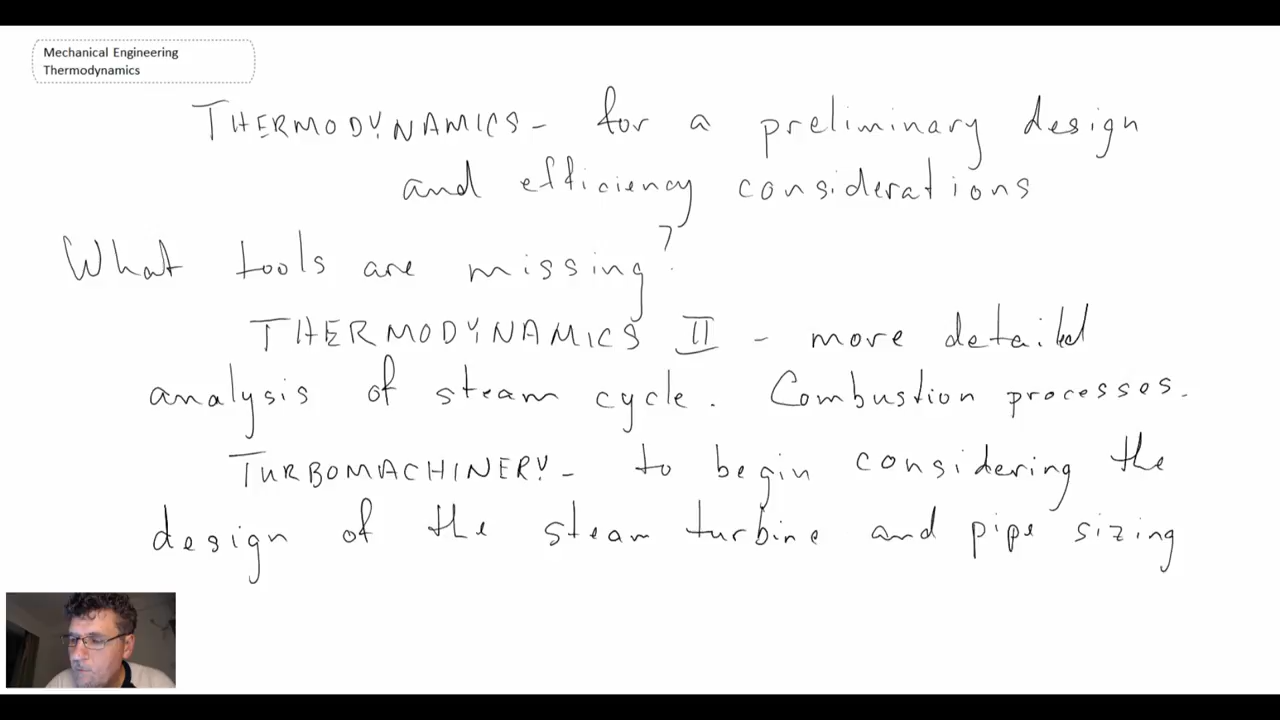 Mechanical Engineering
Thermodynamics
THERMODYNAMICS - for a preliminary design
and efficiency considerations
What tools are missing?
THERMODYNAMICS II - more detailed
analysis of steam cycle. Combustion processes.
TURBOMACHINERY - to begin considering the
design of the steam turbine and pipe sizing